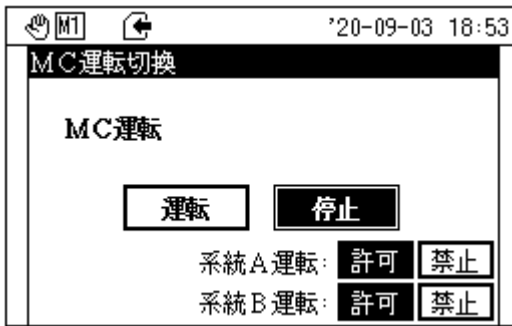 M1 '20-09-03 18:53
MC運転切換
MC運転
運転 停止
系統A運転: 許可 禁止
系統B運転: 許可 禁止